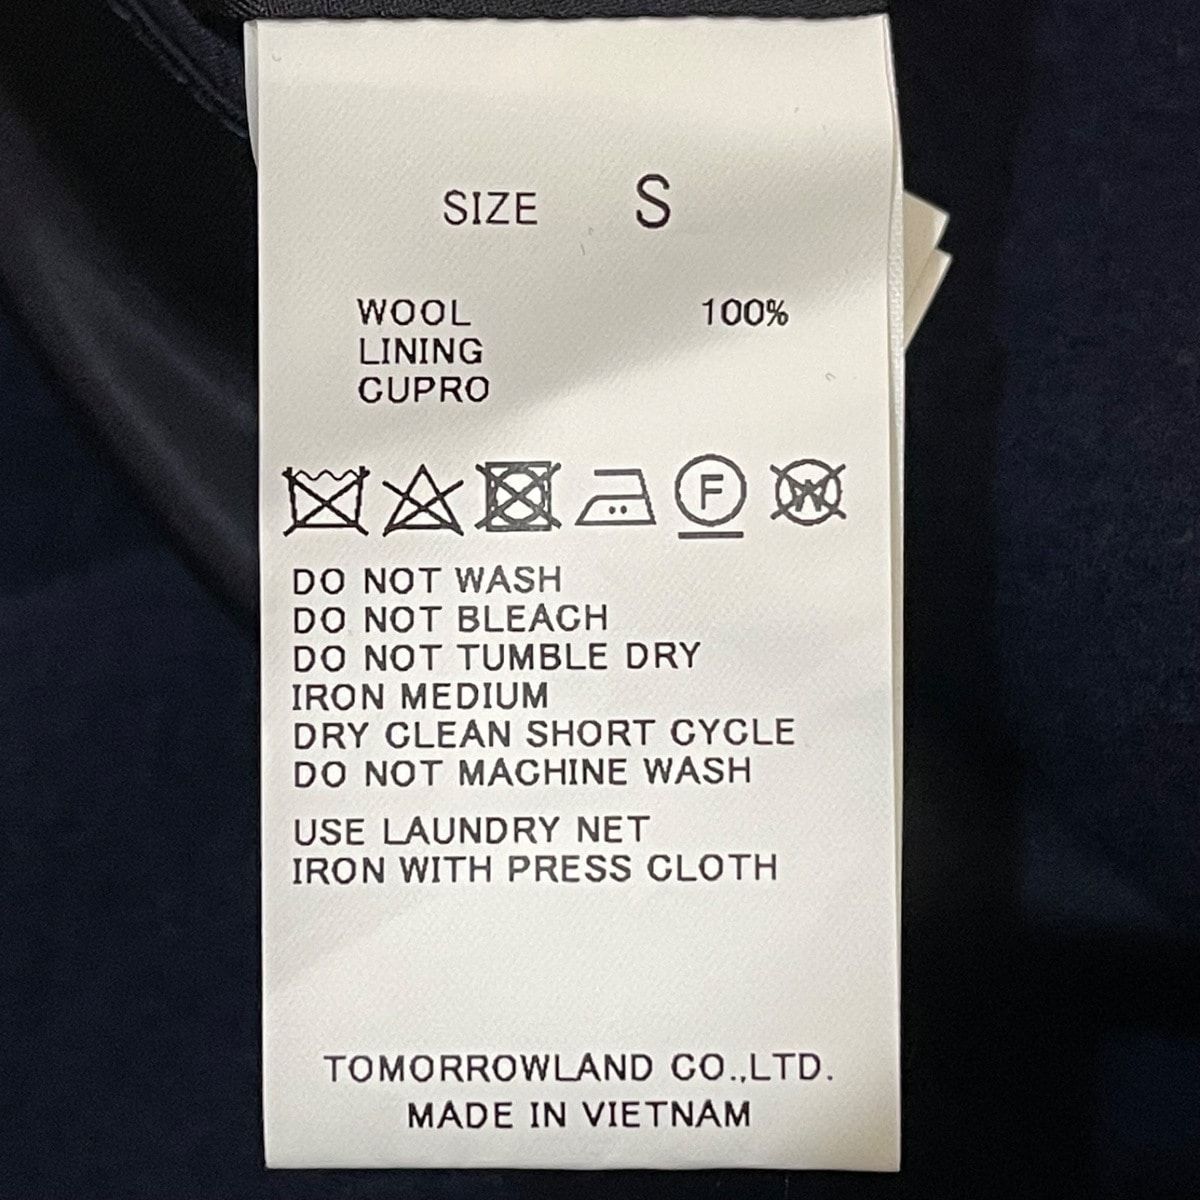 SIZE S
WOOL 100%
LINING
CUPRO
F W
DO NOT WASH
DO NOT BLEACH
DO NOT TUMBLE DRY
IRON MEDIUM
DRY CLEAN SHORT CYCLE
DO NOT MACHINE WASH
USE LAUNDRY NET
IRON WITH PRESS CLOTH
TOMORROWLAND CO.,LTD.
MADE IN VIETNAM